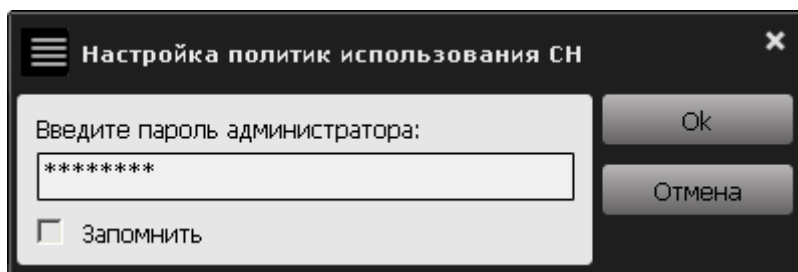 Настройка политик использования СН
Введите пароль администратора:
********
Запомнить
Ok
Отмена